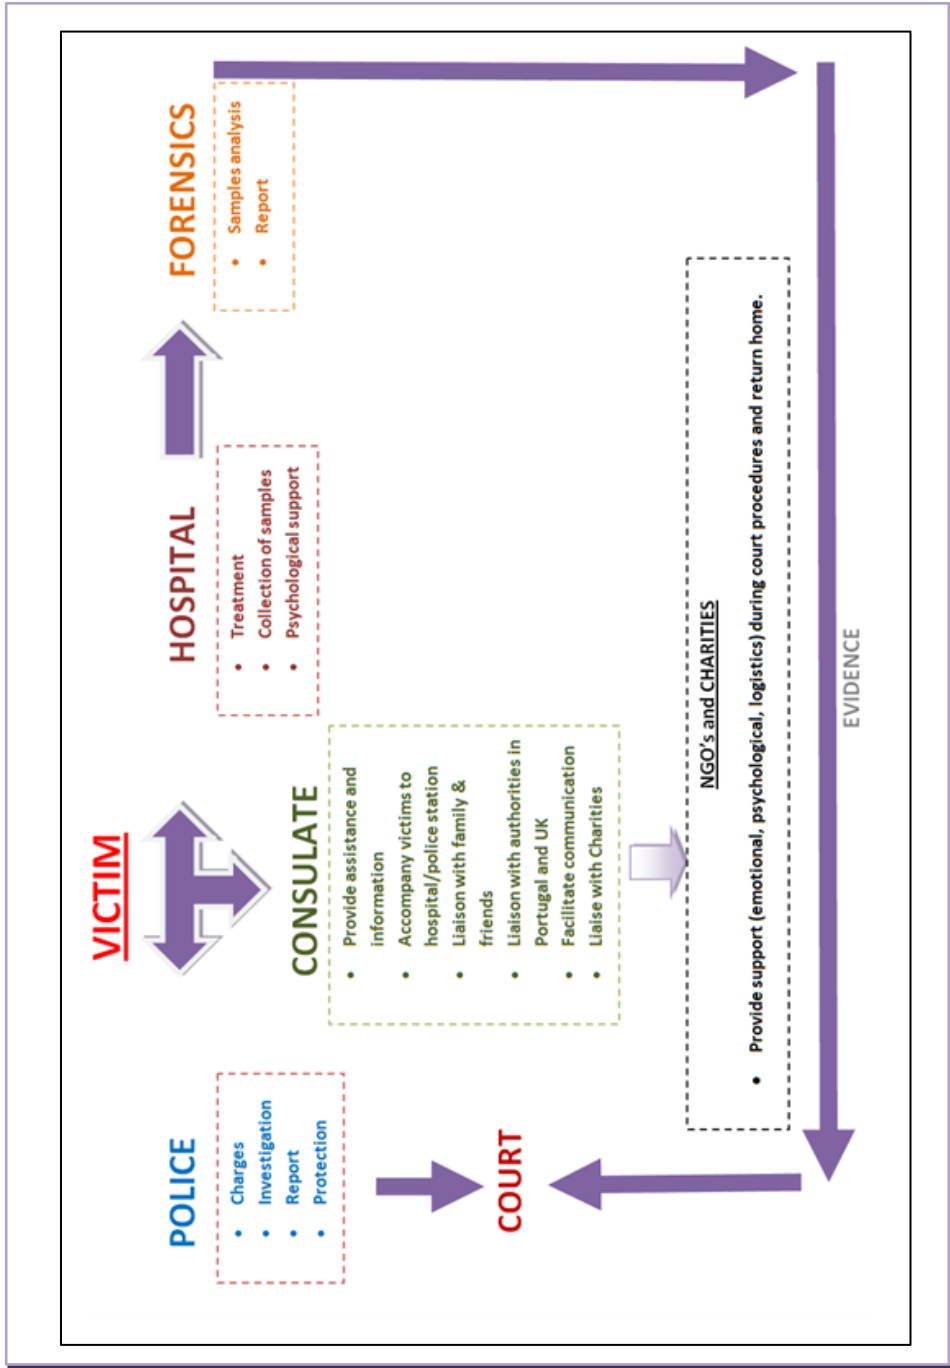 VICTIM
POLICE
• Charges
• Investigation
• Report
• Protection
CONSULATE
• Provide assistance and
information
• Accompany victims to
hospital/police station
• Liaison with family &
friends
• Liaison with authorities in
Portugal and UK
• Facilitate communication
• Liaise with Charities
HOSPITAL
• Treatment
• Collection of samples
• Psychological support
FORENSICS
• Samples analysis
• Report
COURT
NGO's and CHARITIES
• Provide support (emotional, psychological, logistics) during court procedures and return home.
EVIDENCE